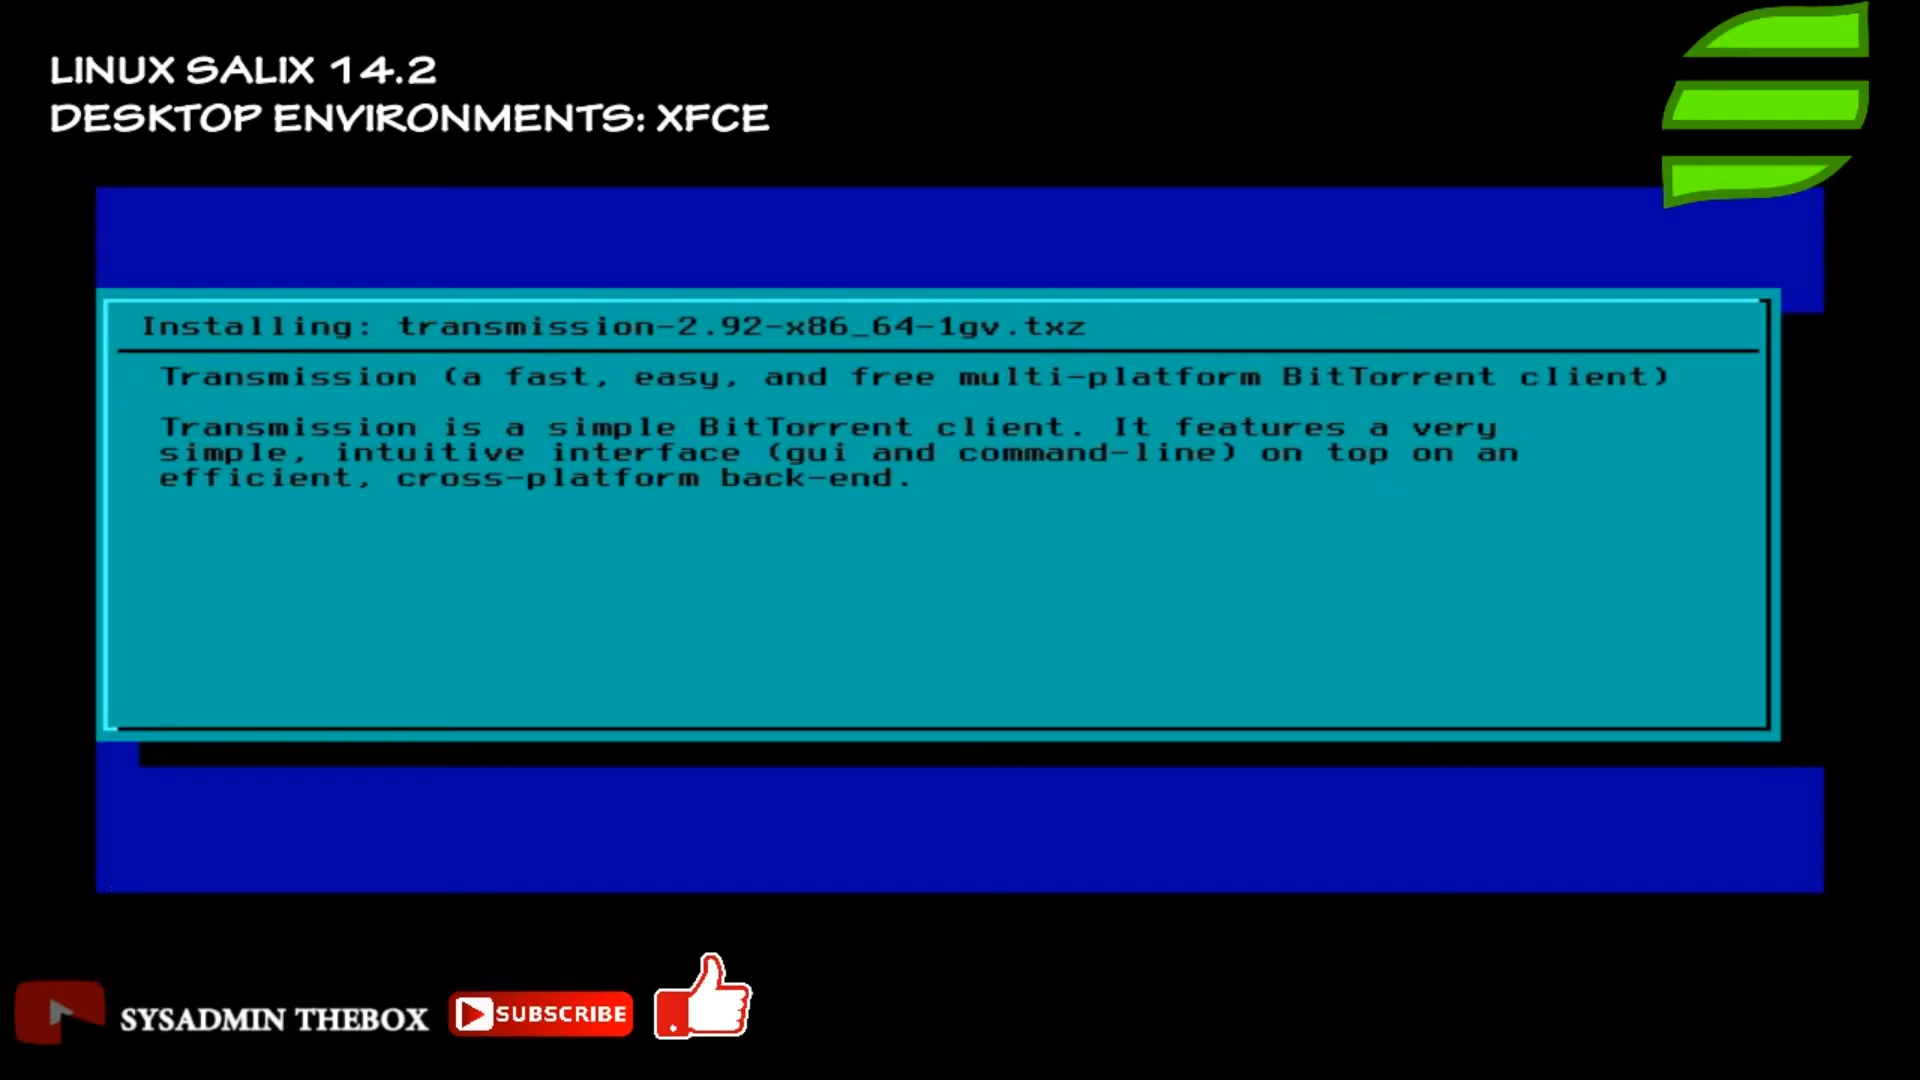 LINUX SALIX 14.2
DESKTOP ENVIRONMENTS: XFCE
Installing: transmission-2.92-x86_64-1gv.txz
Transmission (a fast, easy, and free multi-platform BitTorrent client)
Transmission is a simple BitTorrent client. It features a very
simple, intuitive interface (gui and command-line) on top on an
efficient, cross-platform back-end.
SYSADMIN THEBOX
SUBSCRIBE